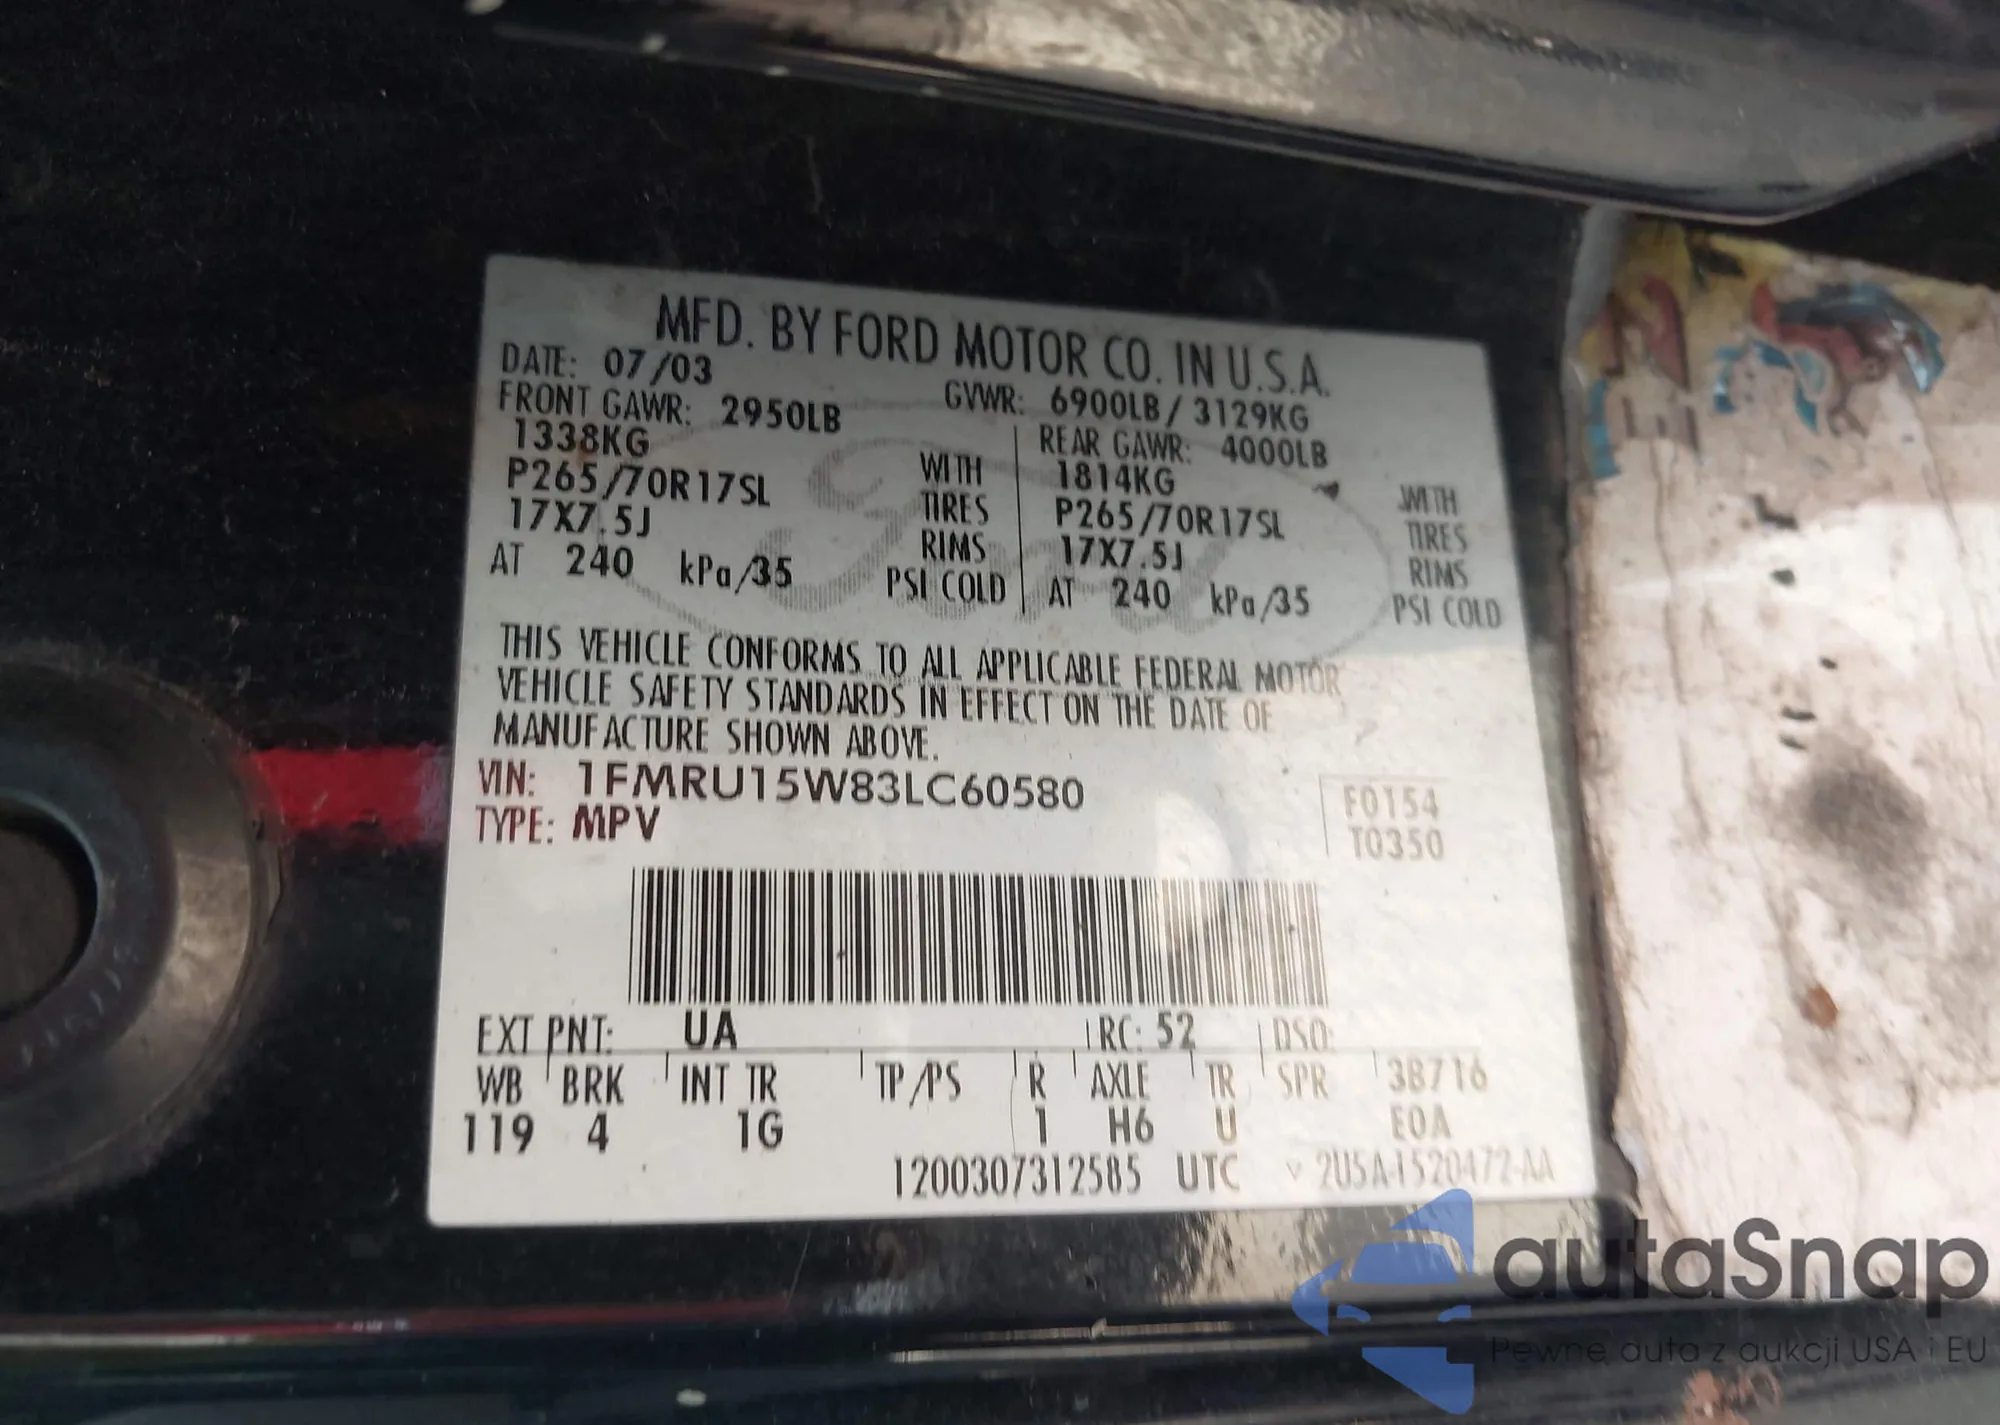 MFD. BY FORD MOTOR CO. IN U.S.A.
DATE: 07/03 GVWR: 6900LB / 3129KG
FRONT GAWR: 2950LB REAR GAWR: 4000LB
1338KG WITH 1814KG WITH
P265/70R17SL TIRES P265/70R17SL TIRES
17X7.5J RIMS 17X7.5J RIMS
AT 240 kPa/35 PSI COLD AT 240 kPa/35 PSI COLD
THIS VEHICLE CONFORMS TO ALL APPLICABLE FEDERAL MOTOR
VEHICLE SAFETY STANDARDS IN EFFECT ON THE DATE OF
MANUFACTURE SHOWN ABOVE.
VIN: 1FMRU15W83LC60580
TYPE: MPV
F0154
T0350
EXT PNT: UA RC: 52 DSO:
WB BRK INT TR TP/PS R AXLE TR SPR 3B716
119 4 1G 1 H6 U E0A
1200307312585 UTC 2U5A-1520472-AA
autaSnap
Pewne auta z aukcji USA i EU